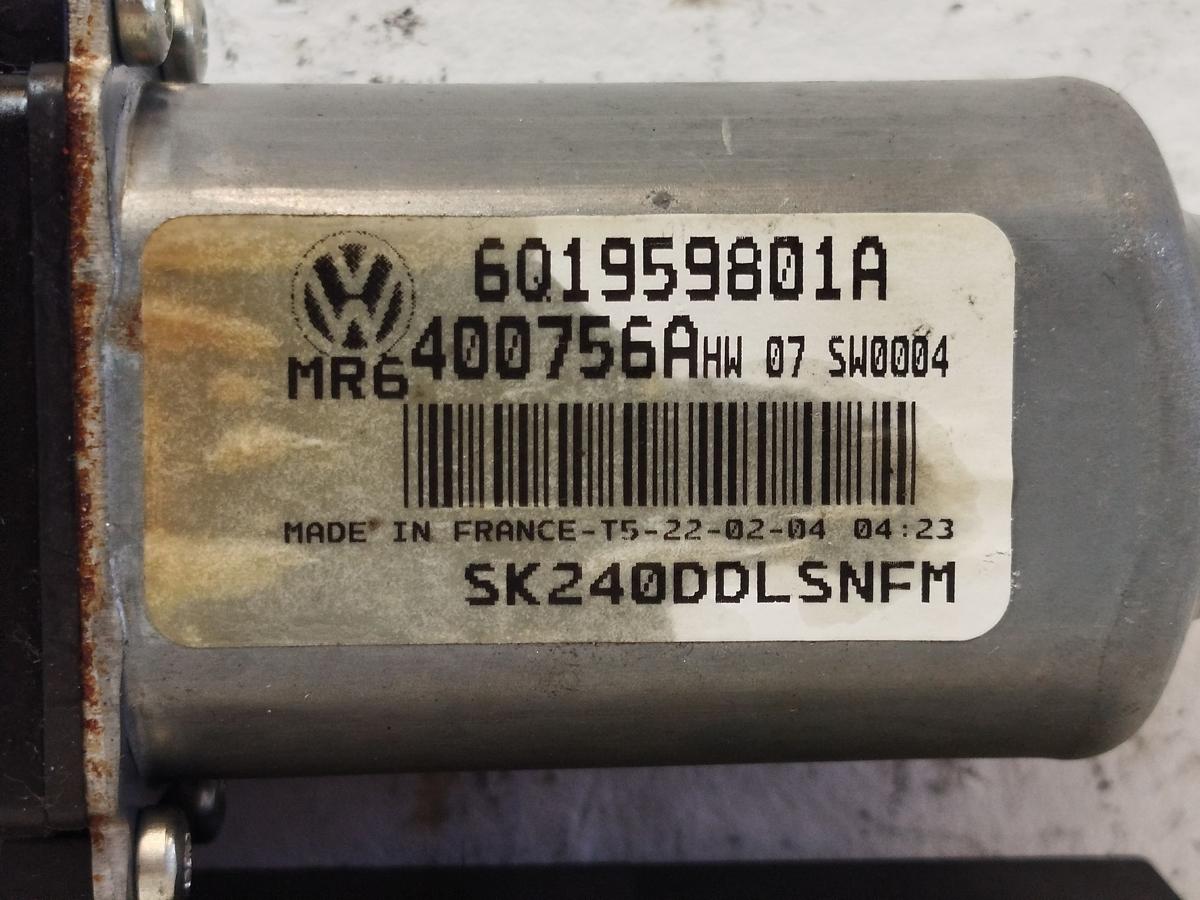 6Q1959801A
MR6 400756A HW 07 SW0004
MADE IN FRANCE-T5-22-02-04 04:23
SK240DDLSNFM